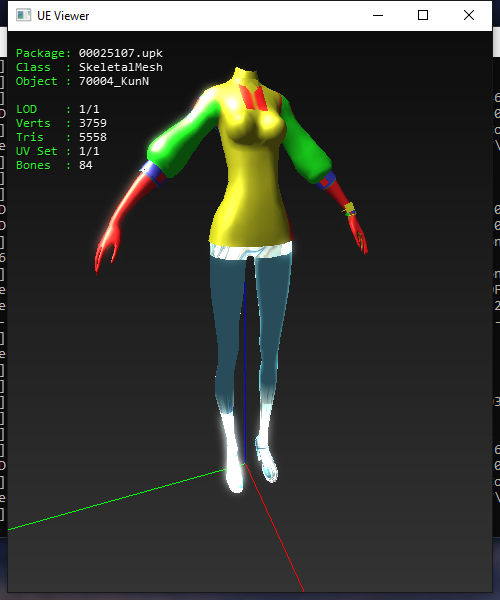 UE Viewer
Package: 00025107.upk
Class : SkeletalMesh
Object : 70004_KunN
LOD : 1/1
Verts : 3759
Tris : 5558
UV Set : 1/1
Bones : 84